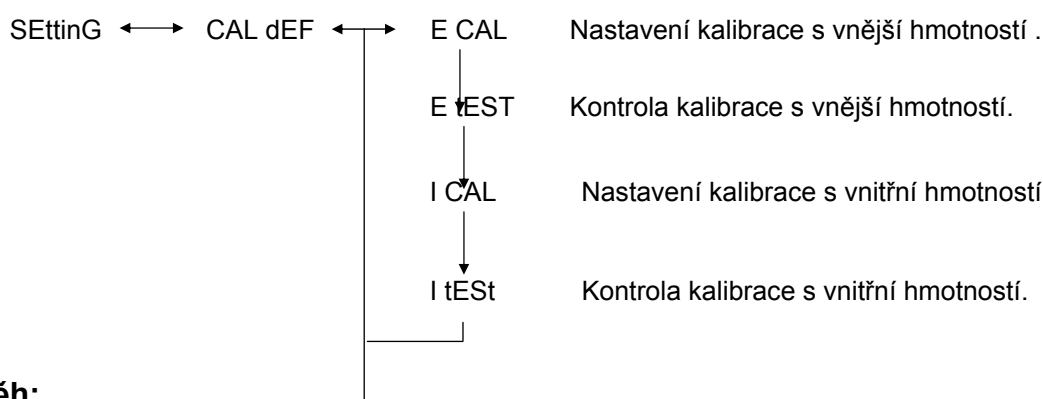 SEttinG CAL dEF E CAL Nastavení kalibrace s vnější hmotností .
E tEST Kontrola kalibrace s vnější hmotností.
I CAL Nastavení kalibrace s vnitřní hmotností
I tESt Kontrola kalibrace s vnitřní hmotností.
ěh: